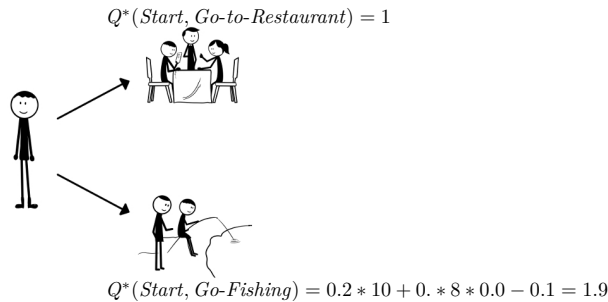 Q*(Start, Go-to-Restaurant) = 1
Q*(Start, Go-Fishing) = 0.2 * 10 + 0. * 8 * 0.0 − 0.1 = 1.9